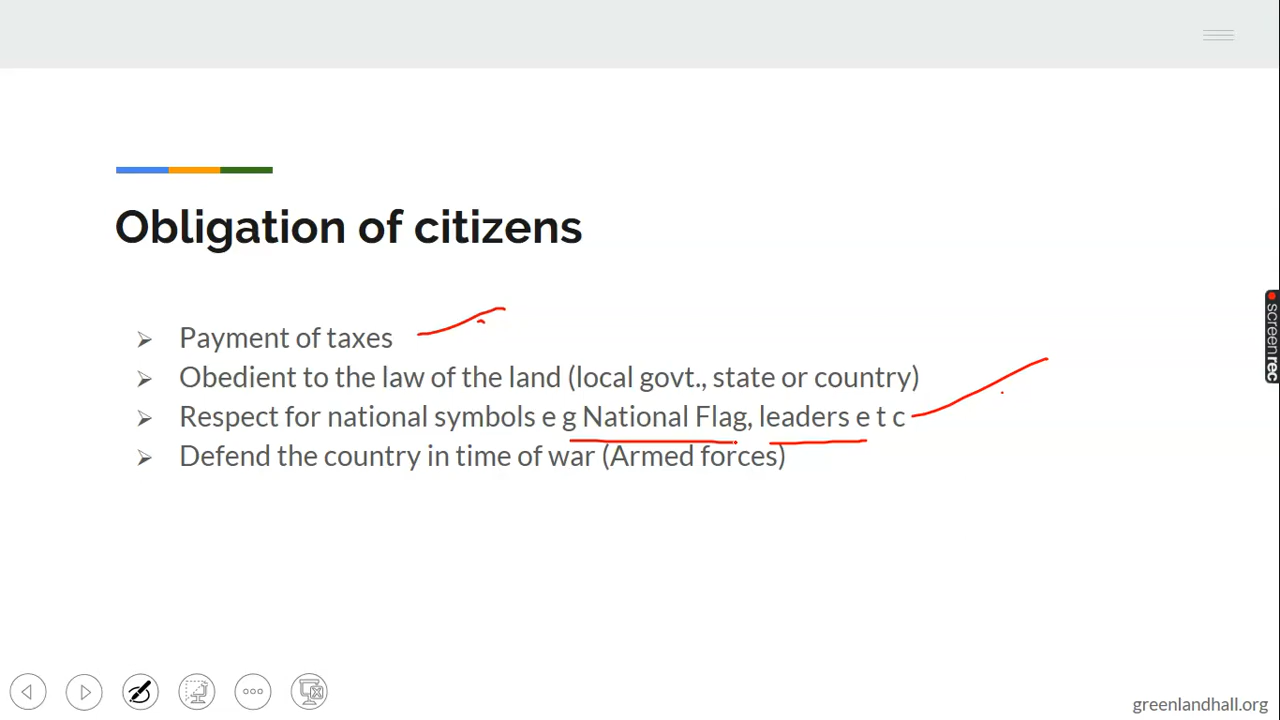 Obligation of citizens
➢ Payment of taxes
➢ Obedient to the law of the land (local govt., state or country)
➢ Respect for national symbols e g National Flag, leaders e t c
➢ Defend the country in time of war (Armed forces)
screenrec
greenlandhall.org